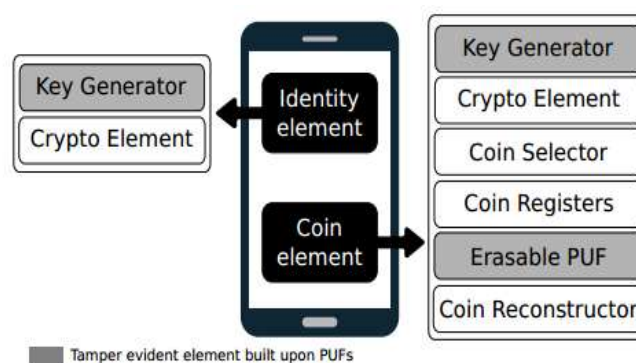 Key Generator
Crypto Element
Identity
element
Coin
element
Key Generator
Crypto Element
Coin Selector
Coin Registers
Erasable PUF
Coin Reconstructor
Tamper evident element built upon PUFs